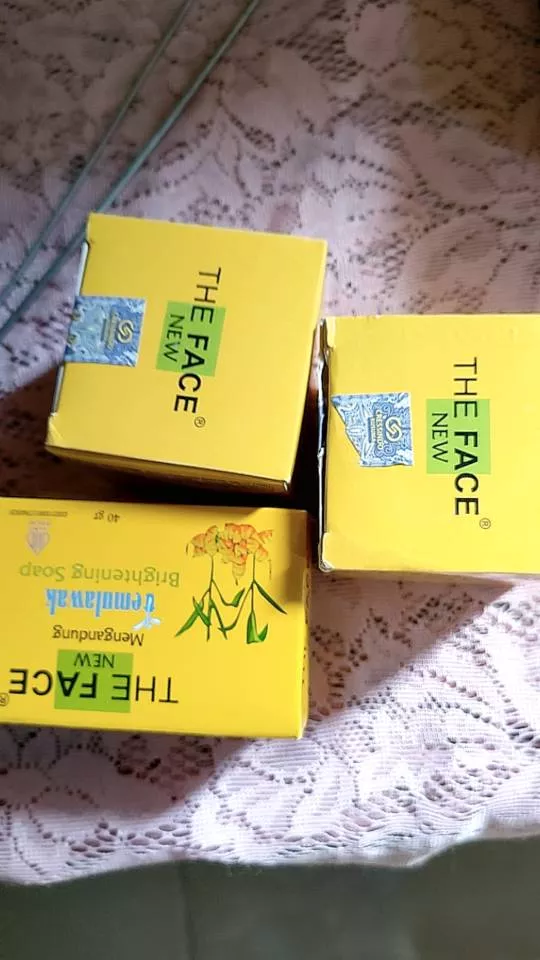 THE FACE®
NEW
THE FACE®
NEW
THE FACE®
NEW
Mengandung
Temulawak
Brightening Soap
40 gr